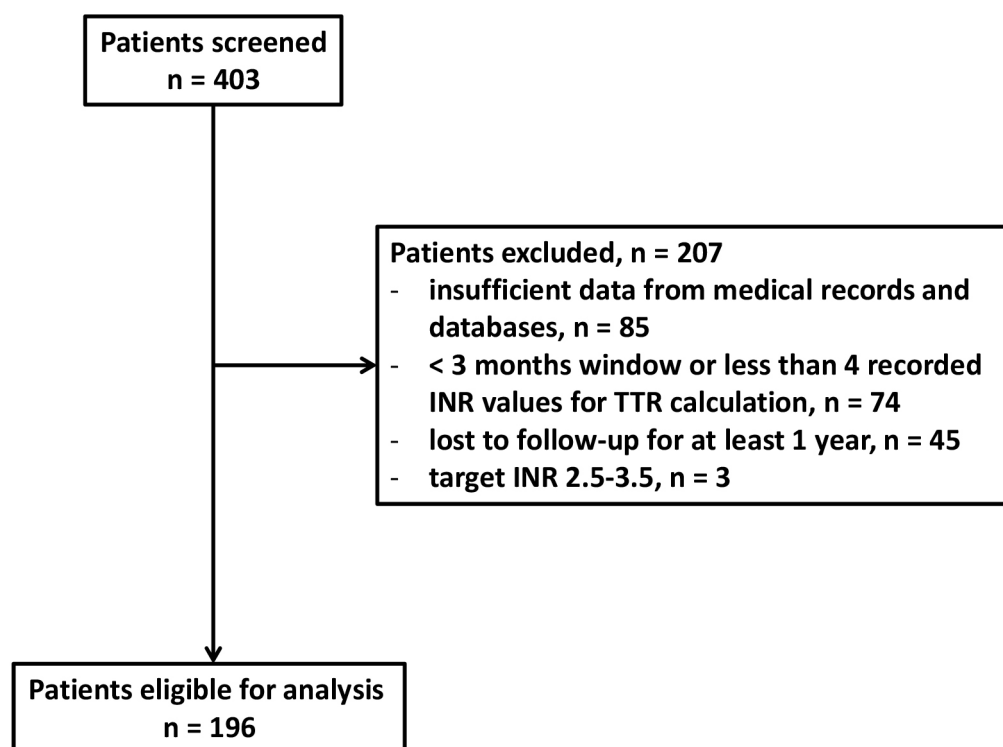 Patients screened
n = 403
Patients excluded, n = 207
- insufficient data from medical records and
databases, n = 85
- < 3 months window or less than 4 recorded
INR values for TTR calculation, n = 74
- lost to follow-up for at least 1 year, n = 45
- target INR 2.5-3.5, n = 3
Patients eligible for analysis
n = 196